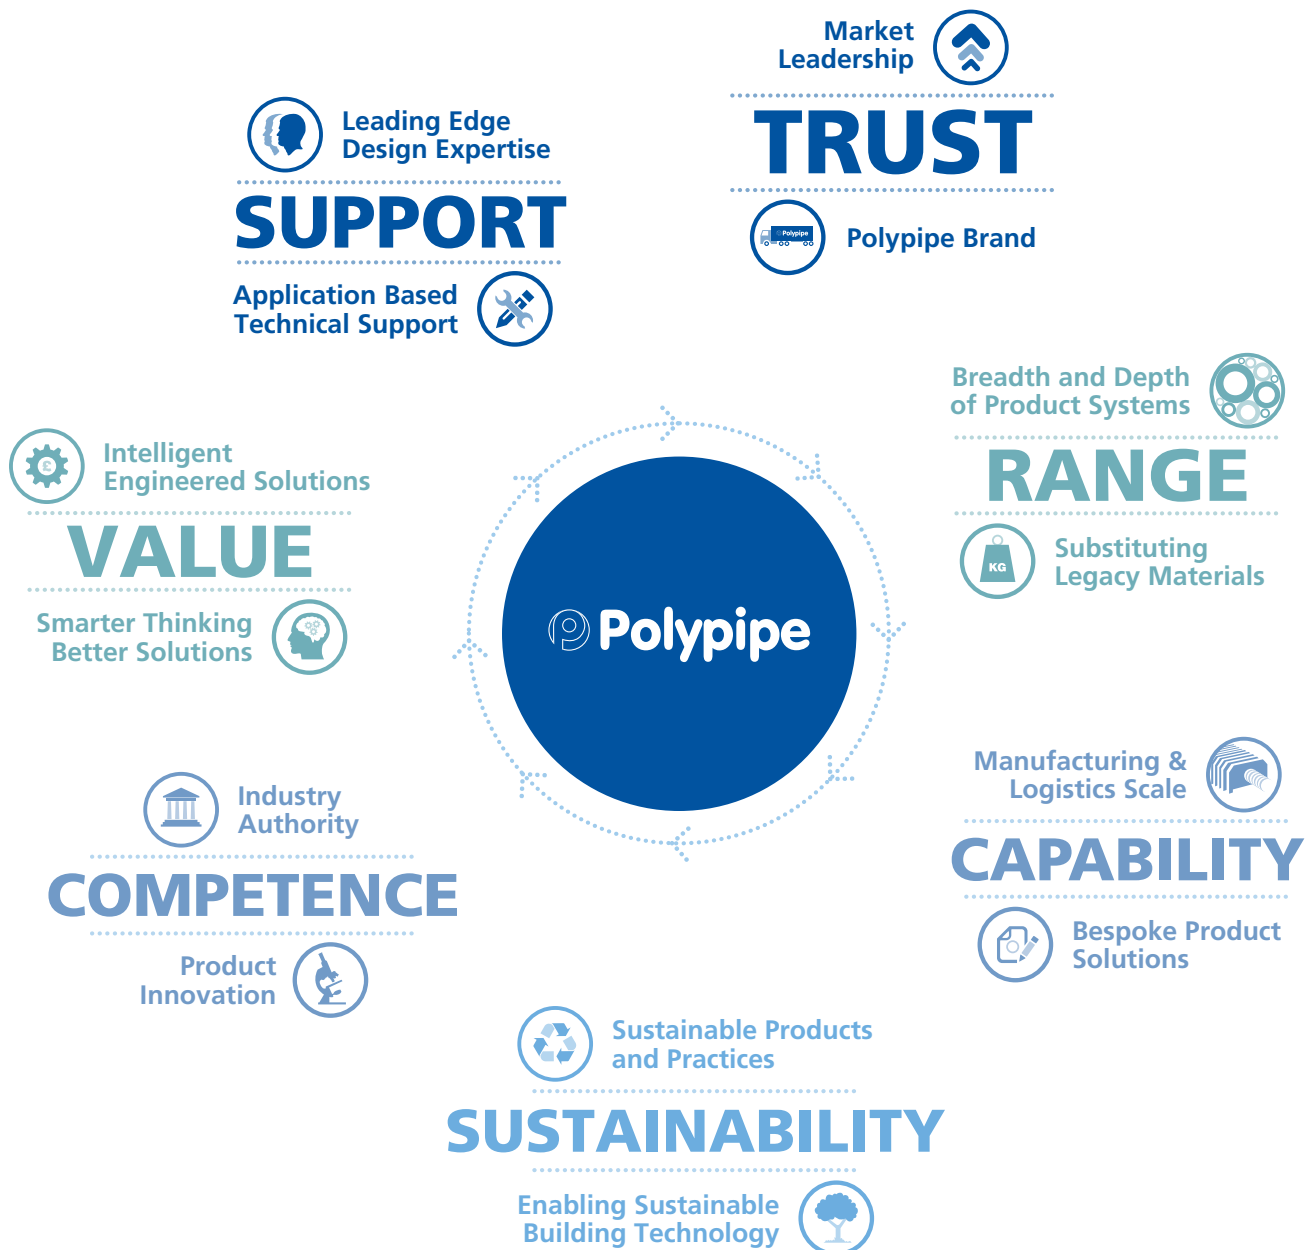 Market
Leadership
TRUST
Polypipe
Polypipe Brand
Leading Edge
Design Expertise
SUPPORT
Application Based
Technical Support
Breadth and Depth
of Product Systems
RANGE
KG
Substituting
Legacy Materials
£
Intelligent
Engineered Solutions
VALUE
Smarter Thinking
Better Solutions
Polypipe
Manufacturing &
Logistics Scale
CAPABILITY
Bespoke Product
Solutions
Industry
Authority
COMPETENCE
Product
Innovation
Sustainable Products
and Practices
SUSTAINABILITY
Enabling Sustainable
Building Technology